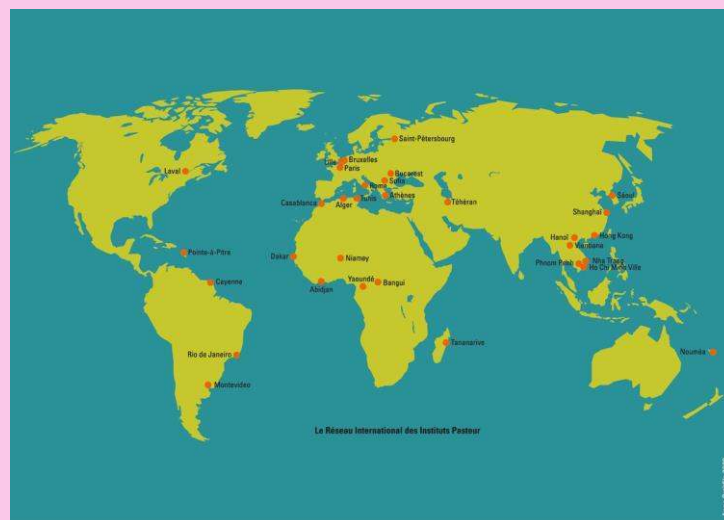 Saint-Pétersbourg
Bruxelles
Lille
Paris
Laval
Bucarest
Sofia
Rome
Athènes
Séoul
Casablanca
Alger
Tunis
Téhéran
Shanghaï
Hanoï
Hong Kong
Vientiane
Pointe-à-Pitre
Dakar
Niamey
Nha Trang
Phnom Penh
Ho Chi Minh Ville
Cayenne
Yaoundé
Bangui
Abidjan
Tananarive
Rio de Janeiro
Nouméa
Montevideo
Le Réseau International des Instituts Pasteur